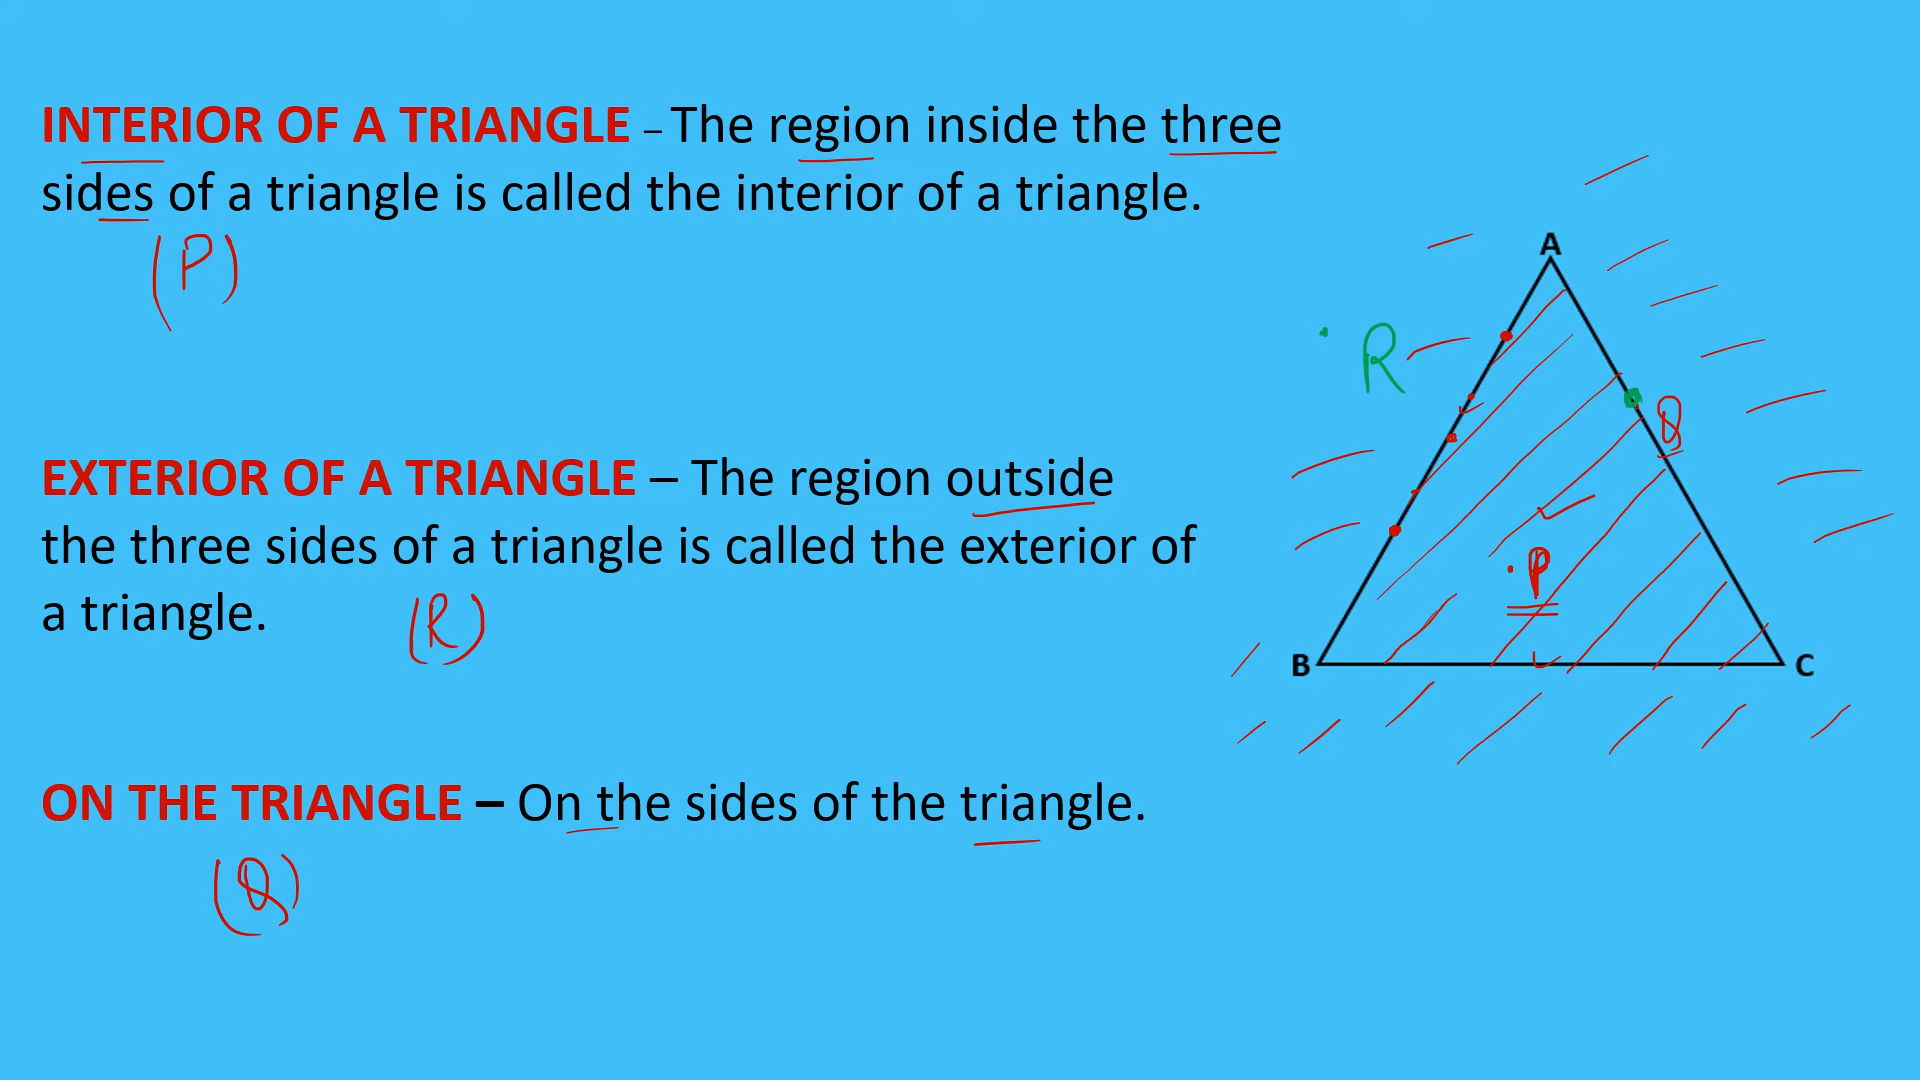 INTERIOR OF A TRIANGLE – The region inside the three
sides of a triangle is called the interior of a triangle.
(P)
EXTERIOR OF A TRIANGLE – The region outside
the three sides of a triangle is called the exterior of
a triangle.
(R)
ON THE TRIANGLE – On the sides of the triangle.
(Q)
A
R
Q
P
B
C